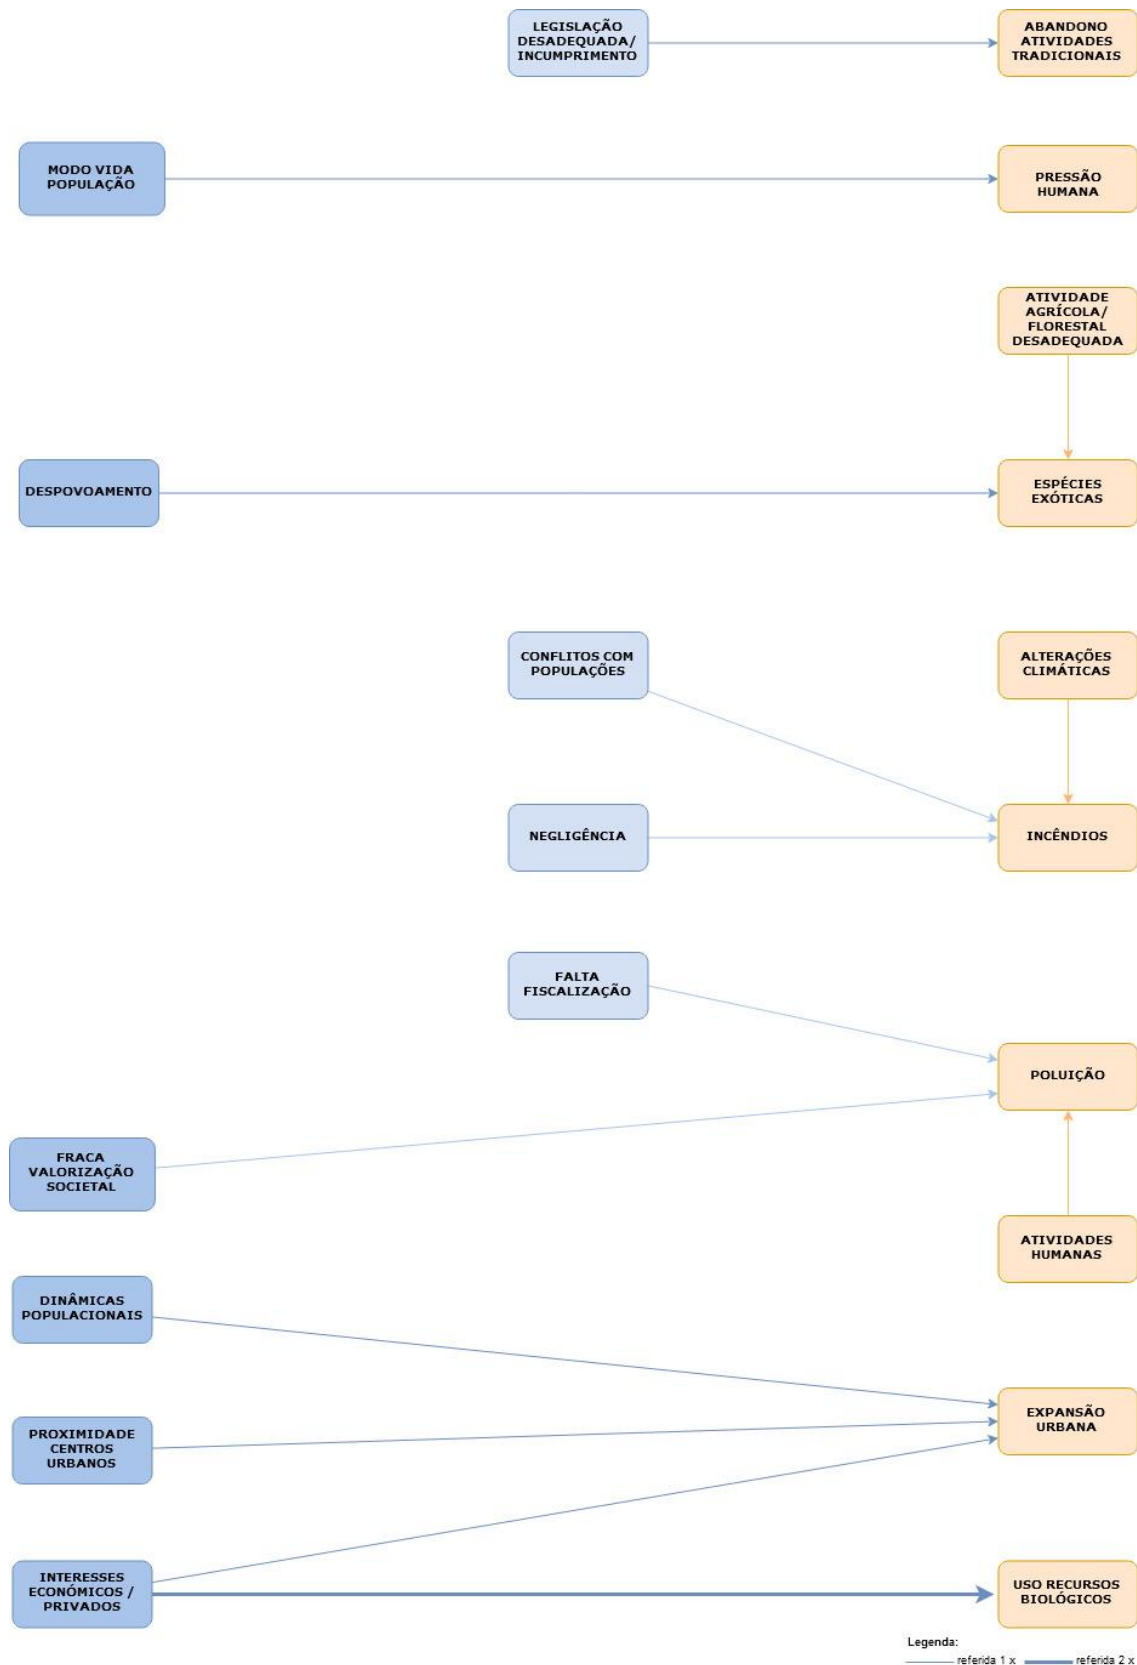 LEGISLAÇÃO
DESADEQUADA/
INCUMPRIMENTO
ABANDONO
ATIVIDADES
TRADICIONAIS
MODO VIDA
POPULAÇÃO
PRESSÃO
HUMANA
ATIVIDADE
AGRÍCOLA/
FLORESTAL
DESADEQUADA
DESPOVOAMENTO
ESPÉCIES
EXÓTICAS
CONFLITOS COM
POPULAÇÕES
ALTERAÇÕES
CLIMÁTICAS
NEGLIGÊNCIA
INCÊNDIOS
FALTA
FISCALIZAÇÃO
POLUIÇÃO
FRACA
VALORIZAÇÃO
SOCIETAL
ATIVIDADES
HUMANAS
DINÂMICAS
POPULACIONAIS
EXPANSÃO
URBANA
PROXIMIDADE
CENTROS
URBANOS
INTERESSES
ECONÓMICOS /
PRIVADOS
USO RECURSOS
BIOLÓGICOS
Legenda:
referida 1 x
referida 2 x